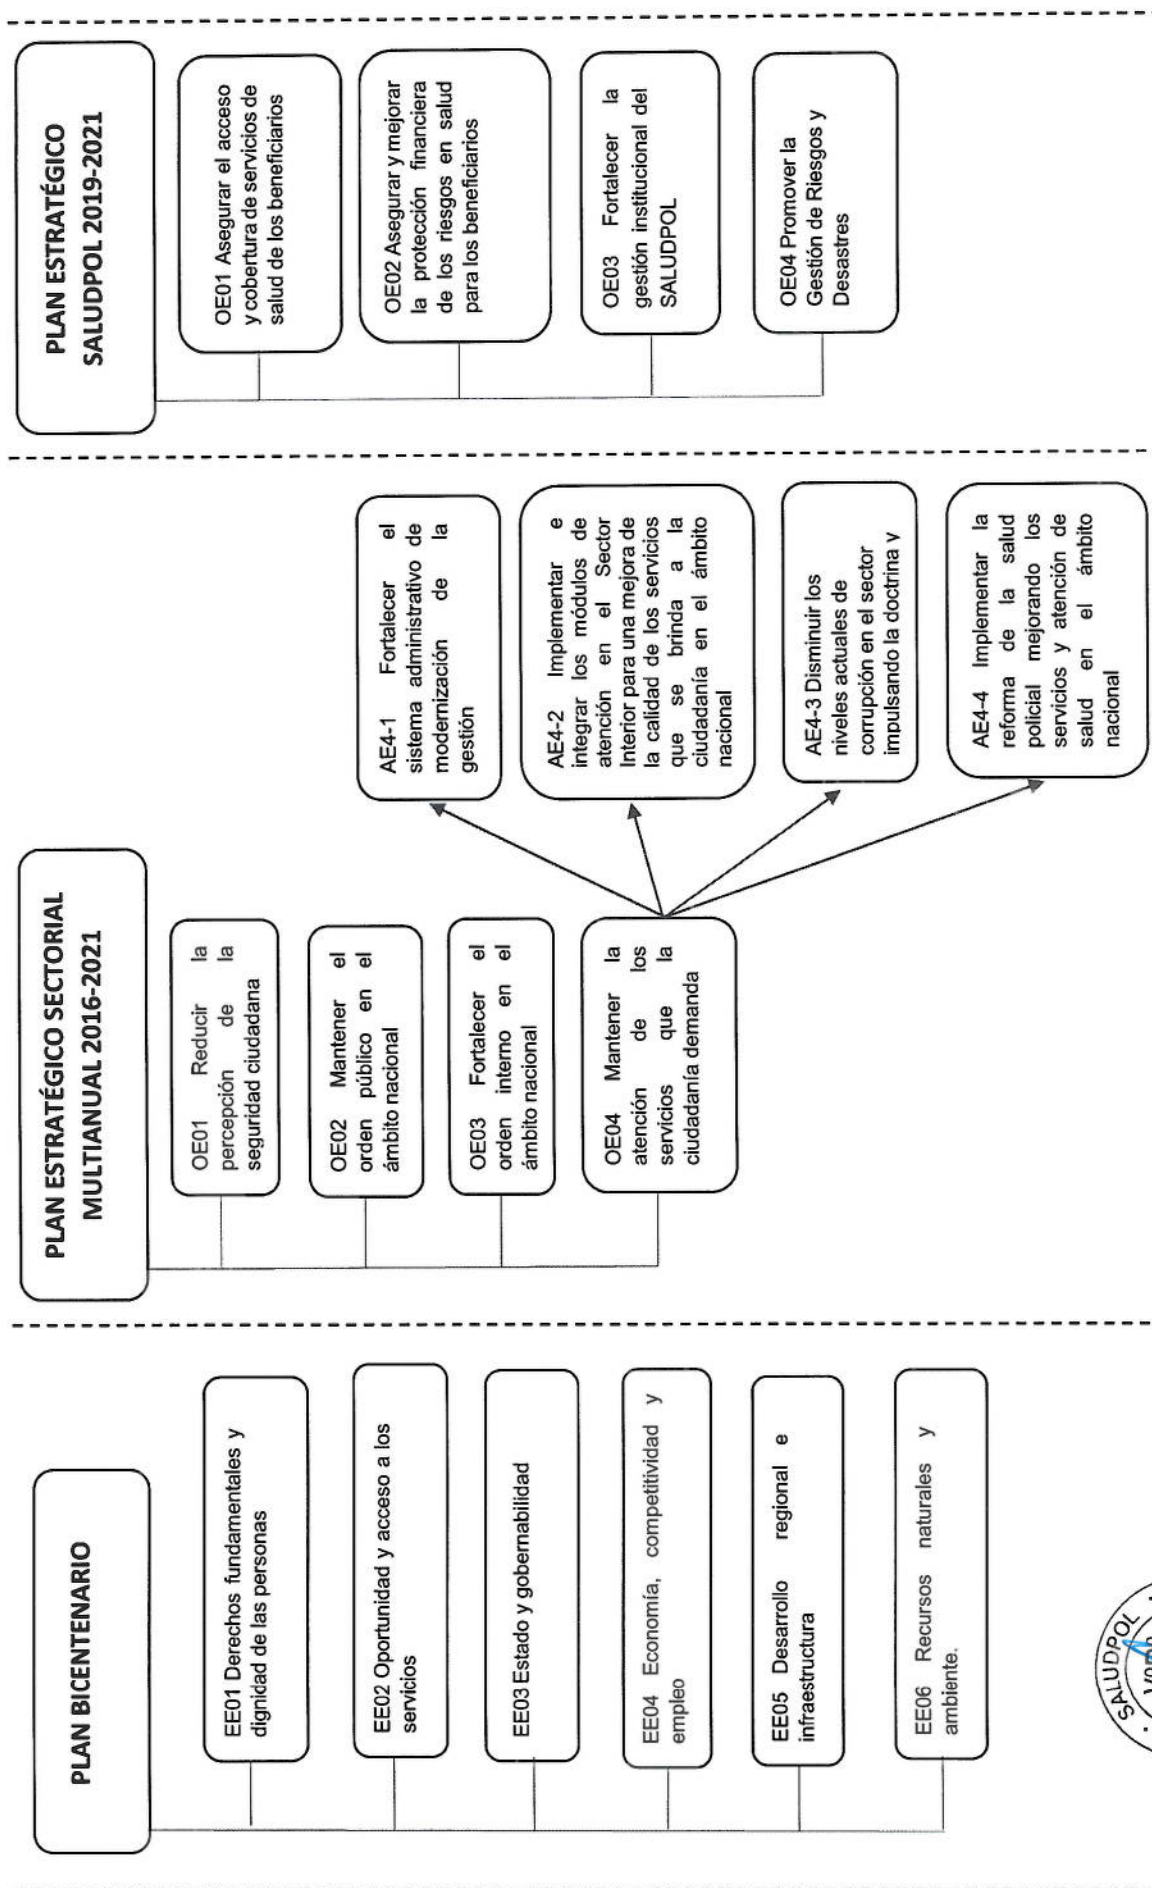 PLAN BICENTENARIO
EE01 Derechos fundamentales y
dignidad de las personas
EE02 Oportunidad y acceso a los
servicios
EE03 Estado y gobernabilidad
EE04 Economía, competitividad y
empleo
EE05 Desarrollo regional e
infraestructura
EE06 Recursos naturales y
ambiente.
PLAN ESTRATÉGICO SECTORIAL
MULTIANUAL 2016-2021
OE01 Reducir la
percepción de la
seguridad ciudadana
OE02 Mantener el
orden público en el
ámbito nacional
OE03 Fortalecer el
orden interno en el
ámbito nacional
OE04 Mantener la
atención de los
servicios que la
ciudadanía demanda
AE4-1 Fortalecer el
sistema administrativo de
modernización de la
gestión
AE4-2 Implementar e
integrar los módulos de
atención en el Sector
Interior para una mejora de
la calidad de los servicios
que se brinda a la
ciudadanía en el ámbito
nacional
AE4-3 Disminuir los
niveles actuales de
corrupción en el sector
impulsando la doctrina y
AE4-4 Implementar la
reforma de la salud
policial mejorando los
servicios y atención de
salud en el ámbito
nacional
PLAN ESTRATÉGICO
SALUDPOL 2019-2021
OE01 Asegurar el acceso
y cobertura de servicios de
salud de los beneficiarios
OE02 Asegurar y mejorar
la protección financiera
de los riesgos en salud
para los beneficiarios
OE03 Fortalecer la
gestión institucional del
SALUDPOL
OE04 Promover la
Gestión de Riesgos y
Desastres
SALUDPOL